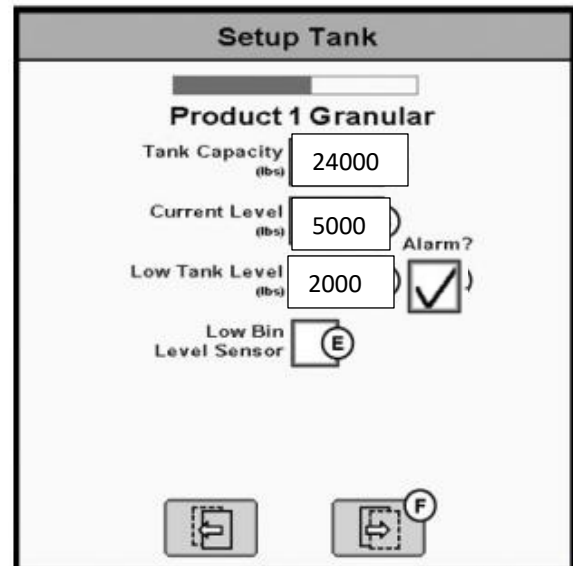 Setup Tank
Product 1 Granular
Tank Capacity
(lbs)
24000
Current Level
(lbs)
5000
Alarm?
Low Tank Level
(lbs)
2000
Low Bin
Level Sensor
E
F